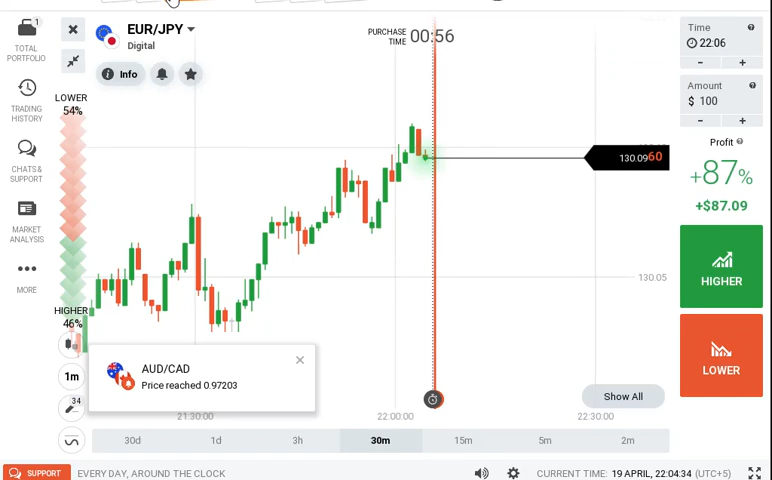 1
TOTAL
PORTFOLIO
TRADING
HISTORY
CHATS &
SUPPORT
MARKET
ANALYSIS
MORE
EUR/JPY
Digital
Info
PURCHASE
TIME
00:56
LOWER
54%
HIGHER
46%
1m
34
130.0960
130.05
AUD/CAD
Price reached 0.97203
Show All
21:30:00
22:00:00
22:30:00
30d 1d 3h 30m 15m 5m 2m
Time
22:06
- +
Amount
$ 100
- +
Profit
+87%
+$87.09
HIGHER
LOWER
SUPPORT
EVERY DAY, AROUND THE CLOCK
CURRENT TIME: 19 APRIL, 22:04:34 (UTC+5)